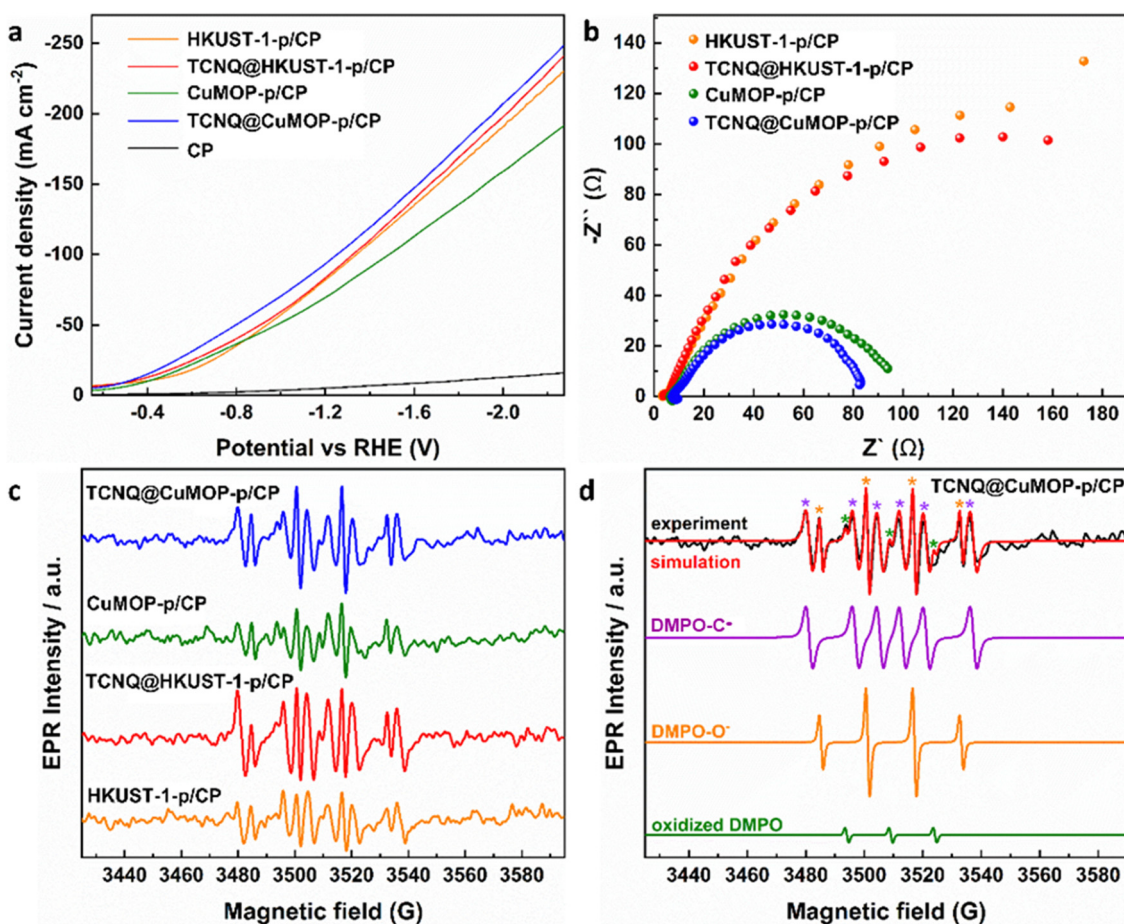 a
HKUST-1-p/CP
TCNQ@HKUST-1-p/CP
CuMOP-p/CP
TCNQ@CuMOP-p/CP
CP
-250
-200
-150
-100
-50
0
Current density (mA cm⁻²)
-0.4 -0.8 -1.2 -1.6 -2.0
Potential vs RHE (V)
b
HKUST-1-p/CP
TCNQ@HKUST-1-p/CP
CuMOP-p/CP
TCNQ@CuMOP-p/CP
140
120
100
80
60
40
20
0
-Z`` (Ω)
0 20 40 60 80 100 120 140 160 180
Z` (Ω)
c
TCNQ@CuMOP-p/CP
CuMOP-p/CP
TCNQ@HKUST-1-p/CP
HKUST-1-p/CP
EPR Intensity / a.u.
3440 3460 3480 3500 3520 3540 3560 3580
Magnetic field (G)
d
TCNQ@CuMOP-p/CP
experiment
simulation
DMPO-C•
DMPO-O⁻
oxidized DMPO
EPR Intensity / a.u.
3440 3460 3480 3500 3520 3540 3560 3580
Magnetic field (G)